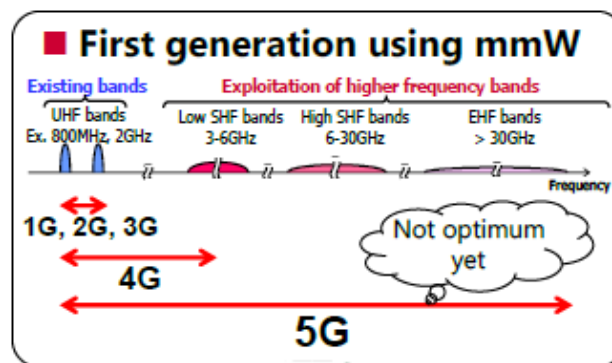 ■ First generation using mmW
Existing bands
Exploitation of higher frequency bands
UHF bands
Ex. 800MHz, 2GHz
Low SHF bands
3-6GHz
High SHF bands
6-30GHz
EHF bands
> 30GHz
Frequency
1G, 2G, 3G
4G
Not optimum
yet
5G